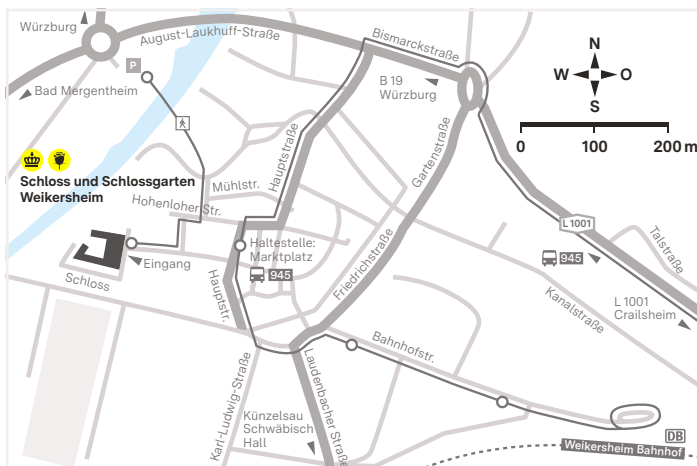 Würzburg
August-Laukhuff-Straße
Bismarckstraße
P
Bad Mergentheim
B 19
Würzburg
N
W
O
S
0
100
200 m
Schloss und Schlossgarten
Weikersheim
Hauptstraße
Gartenstraße
Mühlstr.
Hohenloher Str.
L 1001
Talstraße
Haltestelle:
Marktplatz
945
945
Eingang
Schloss
Hauptstr.
Friedrichstraße
Kanalstraße
L 1001
Crailsheim
Bahnhofstr.
Karl-Ludwig-Straße
Laudenbacher Straße
Künzelsau
Schwäbisch
Hall
DB
Weikersheim Bahnhof